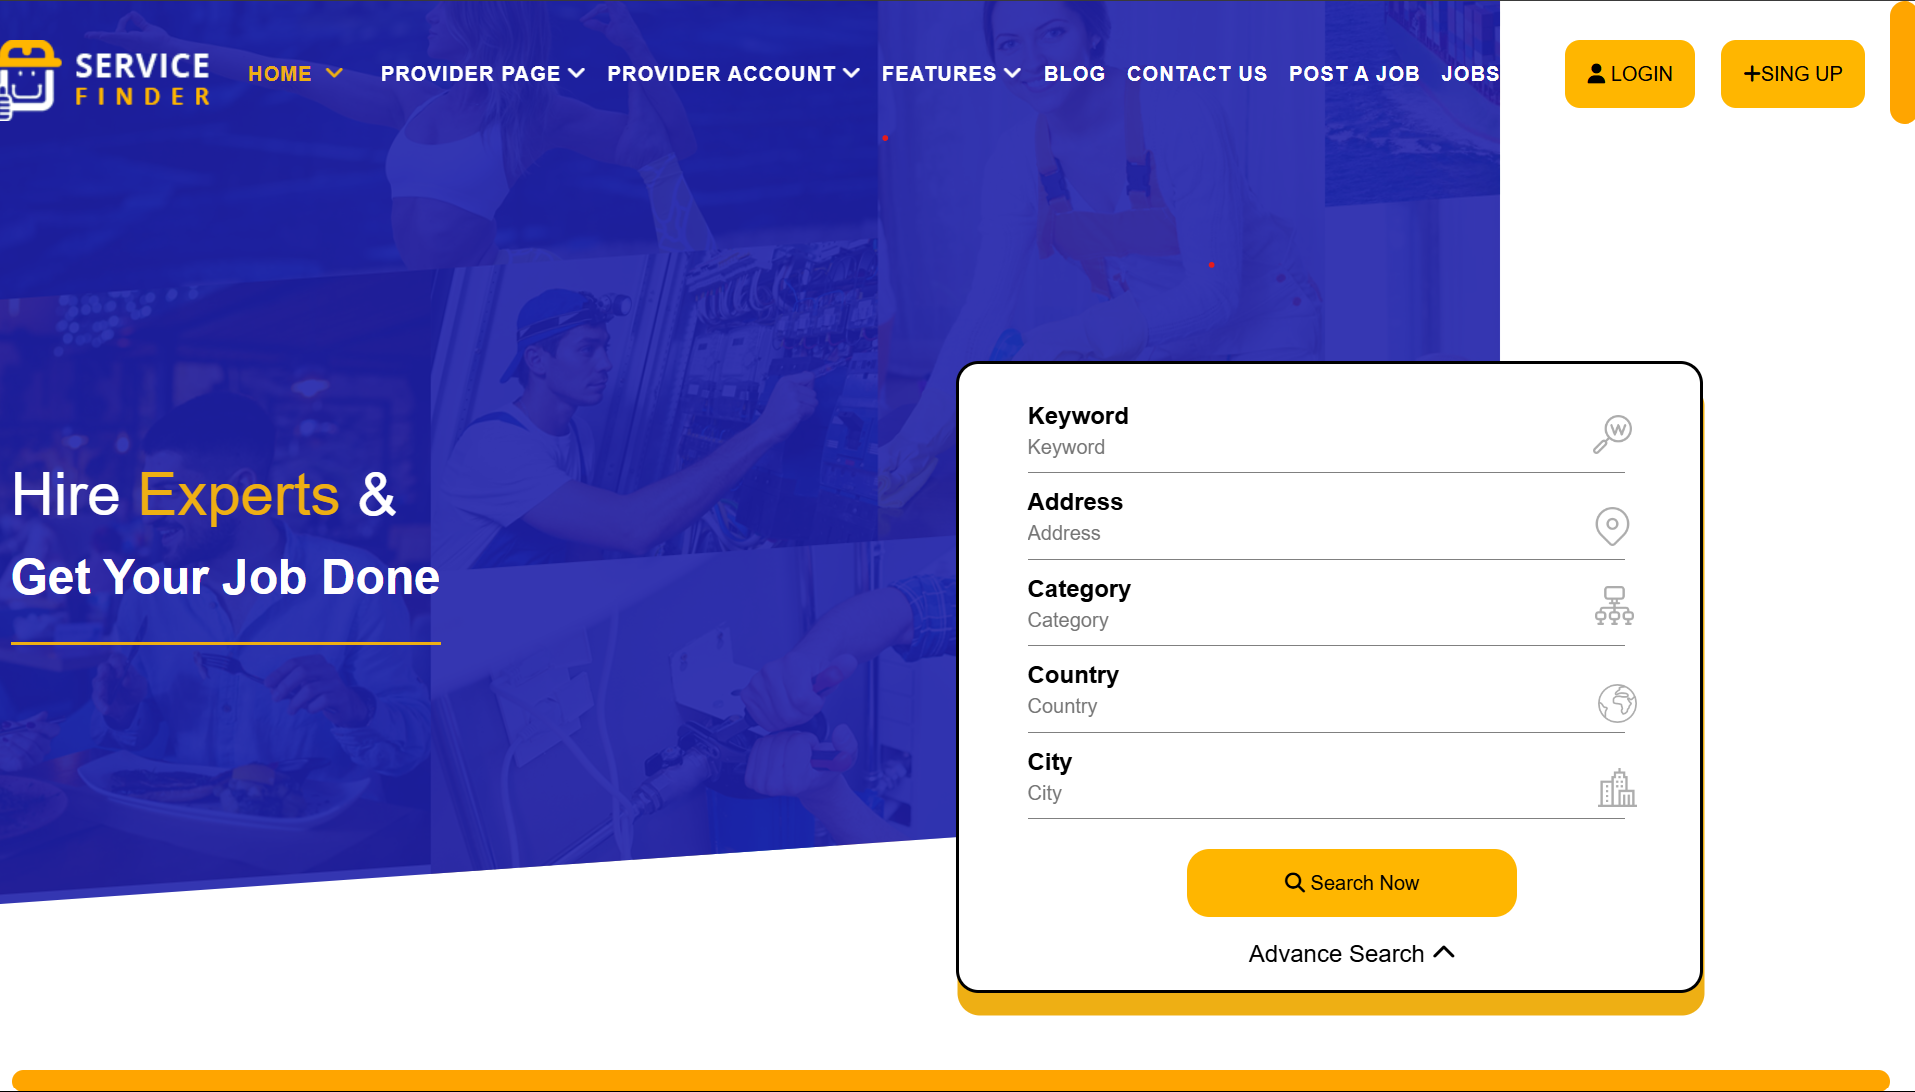 SERVICE
FINDER
HOME PROVIDER PAGE PROVIDER ACCOUNT FEATURES BLOG CONTACT US POST A JOB JOBS LOGIN +SING UP
Hire Experts &
Get Your Job Done
Keyword
Keyword
Address
Address
Category
Category
Country
Country
City
City
Search Now
Advance Search